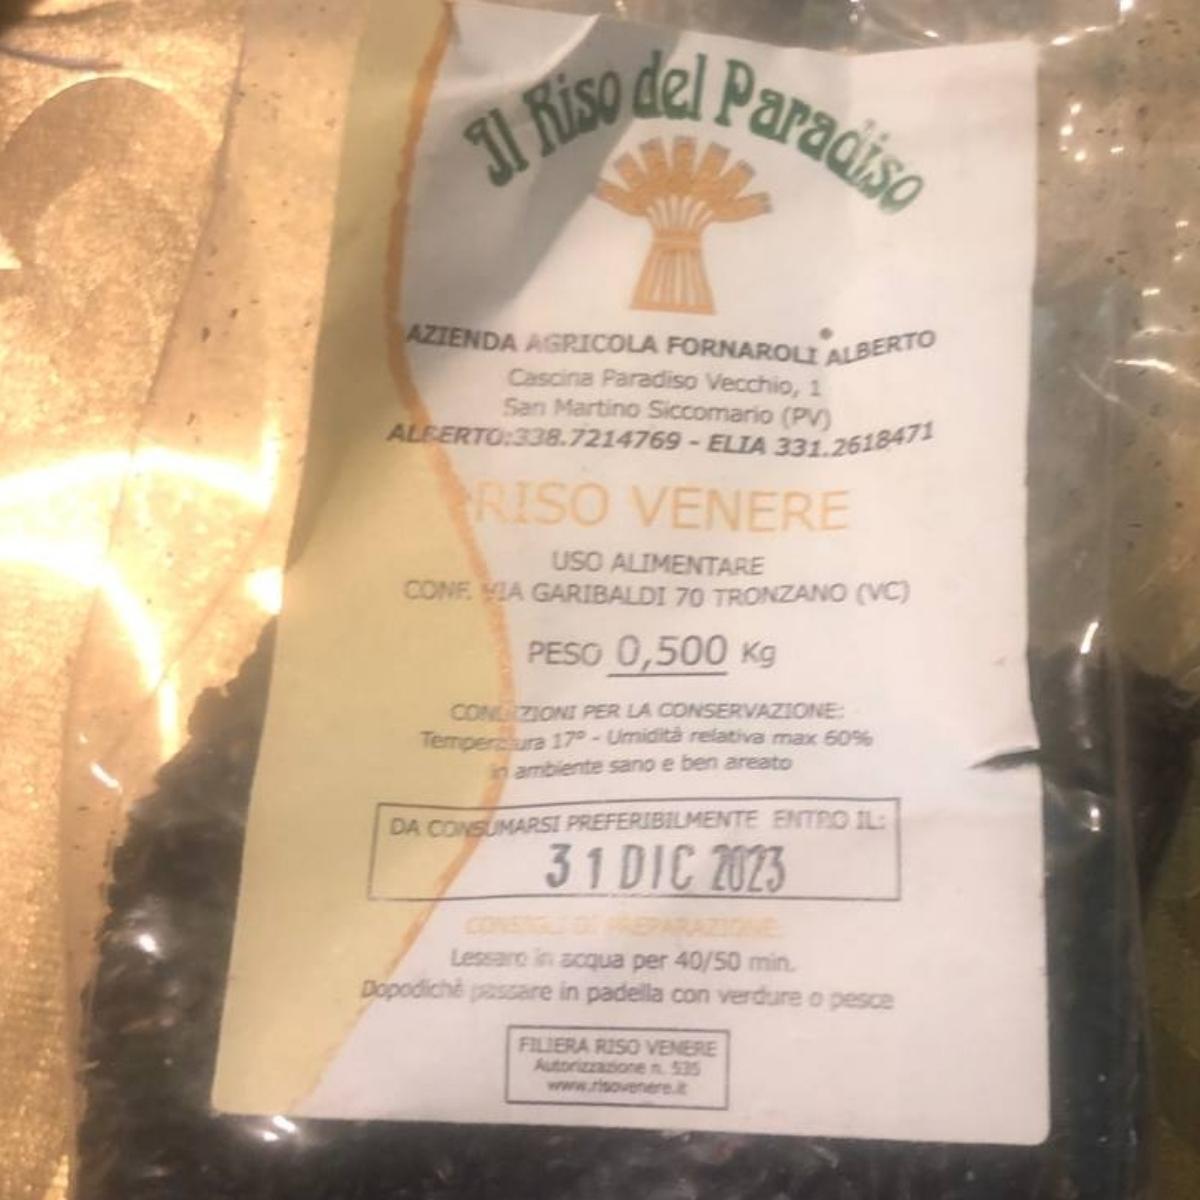 Il Riso del Paradiso
AZIENDA AGRICOLA FORNAROLI ALBERTO
Cascina Paradiso Vecchio, 1
San Martino Siccomario (PV)
ALBERTO:338.7214769 - ELIA 331.2618471
RISO VENERE
USO ALIMENTARE
CONF. VIA GARIBALDI 70 TRONZANO (VC)
PESO 0,500 Kg
CONDIZIONI PER LA CONSERVAZIONE:
Temperatura 17° - Umidità relativa max 60%
in ambiente sano e ben areato
DA CONSUMARSI PREFERIBILMENTE ENTRO IL:
31 DIC 2023
CONSIGLI DI PREPARAZIONE:
Lessare in acqua per 40/50 min.
Dopodichè passare in padella con verdure o pesce
FILIERA RISO VENERE
Autorizzazione n. 535
www.risovenere.it